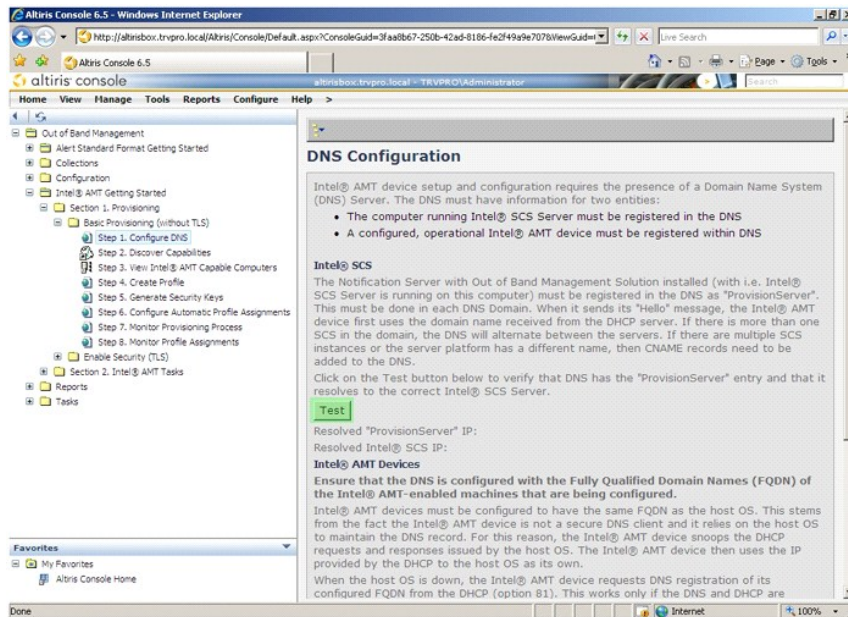 Altiris Console 6.5 - Windows Internet Explorer
http://altirisbox.trvpro.local/Altiris/Console/Default.aspx?ConsoleGuid=3faa8b67-250b-42ad-8186-fe2f49a9e707&ViewGuid=
Live Search
Altiris Console 6.5
Page
Tools
altiris console
altirisbox.trvpro.local - TRVPRO\Administrator
Search
Home View Manage Tools Reports Configure Help >
Out of Band Management
Alert Standard Format Getting Started
Collections
Configuration
Intel® AMT Getting Started
Section 1. Provisioning
Basic Provisioning (without TLS)
Step 1. Configure DNS
Step 2. Discover Capabilities
Step 3. View Intel® AMT Capable Computers
Step 4. Create Profile
Step 5. Generate Security Keys
Step 6. Configure Automatic Profile Assignments
Step 7. Monitor Provisioning Process
Step 8. Monitor Profile Assignments
Enable Security (TLS)
Section 2. Intel® AMT Tasks
Reports
Tasks
Favorites
My Favorites
Altiris Console Home
DNS Configuration
Intel® AMT device setup and configuration requires the presence of a Domain Name System
(DNS) Server. The DNS must have information for two entities:
• The computer running Intel® SCS Server must be registered in the DNS
• A configured, operational Intel® AMT device must be registered within DNS
Intel® SCS
The Notification Server with Out of Band Management Solution installed (with i.e. Intel®
SCS Server is running on this computer) must be registered in the DNS as "ProvisionServer".
This must be done in each DNS Domain. When it sends its "Hello" message, the Intel® AMT
device first uses the domain name received from the DHCP server. If there is more than one
SCS in the domain, the DNS will alternate between the servers. If there are multiple SCS
instances or the server platform has a different name, then CNAME records need to be
added to the DNS.
Click on the Test button below to verify that DNS has the "ProvisionServer" entry and that it
resolves to the correct Intel® SCS Server.
Test
Resolved "ProvisionServer" IP:
Resolved Intel® SCS IP:
Intel® AMT Devices
Ensure that the DNS is configured with the Fully Qualified Domain Names (FQDN) of
the Intel® AMT-enabled machines that are being configured.
Intel® AMT devices must be configured to have the same FQDN as the host OS. This stems
from the fact the Intel® AMT device is not a secure DNS client and it relies on the host OS
to maintain the DNS record. For this reason, the Intel® AMT device snoops the DHCP
requests and responses issued by the host OS. The Intel® AMT device then uses the IP
provided by the DHCP to the host OS as its own.
When the host OS is down, the Intel® AMT device requests DNS registration of its
configured FQDN from the DHCP (option 81). This works only if the DNS and DHCP are
Done
Internet
100%